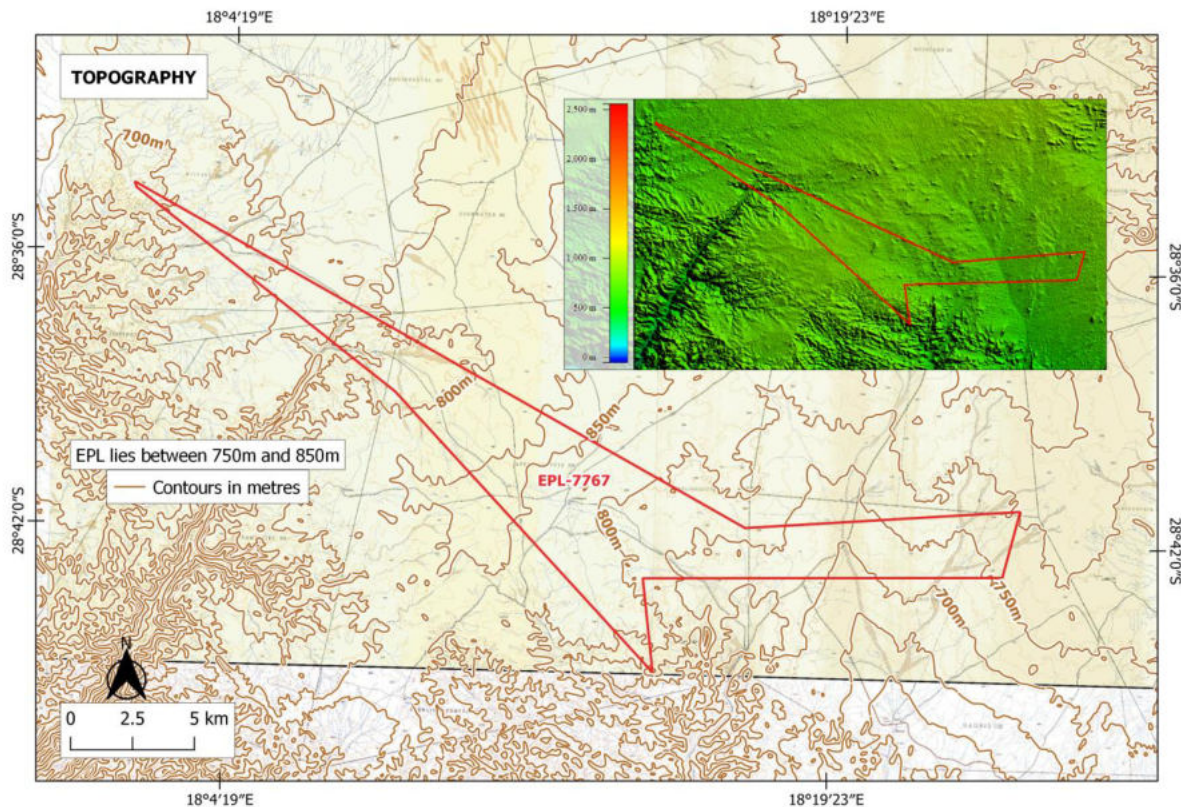 18°4′19″E
18°19′23″E
TOPOGRAPHY
700m
2,500 m
2,000 m
1,500 m
1,000 m
500 m
0 m
28°36′0″S
28°36′0″S
800m
850m
EPL lies between 750m and 850m
Contours in metres
EPL-7767
800m
28°42′0″S
28°42′0″S
750m
700m
N
0 2.5 5 km
18°4′19″E
18°19′23″E